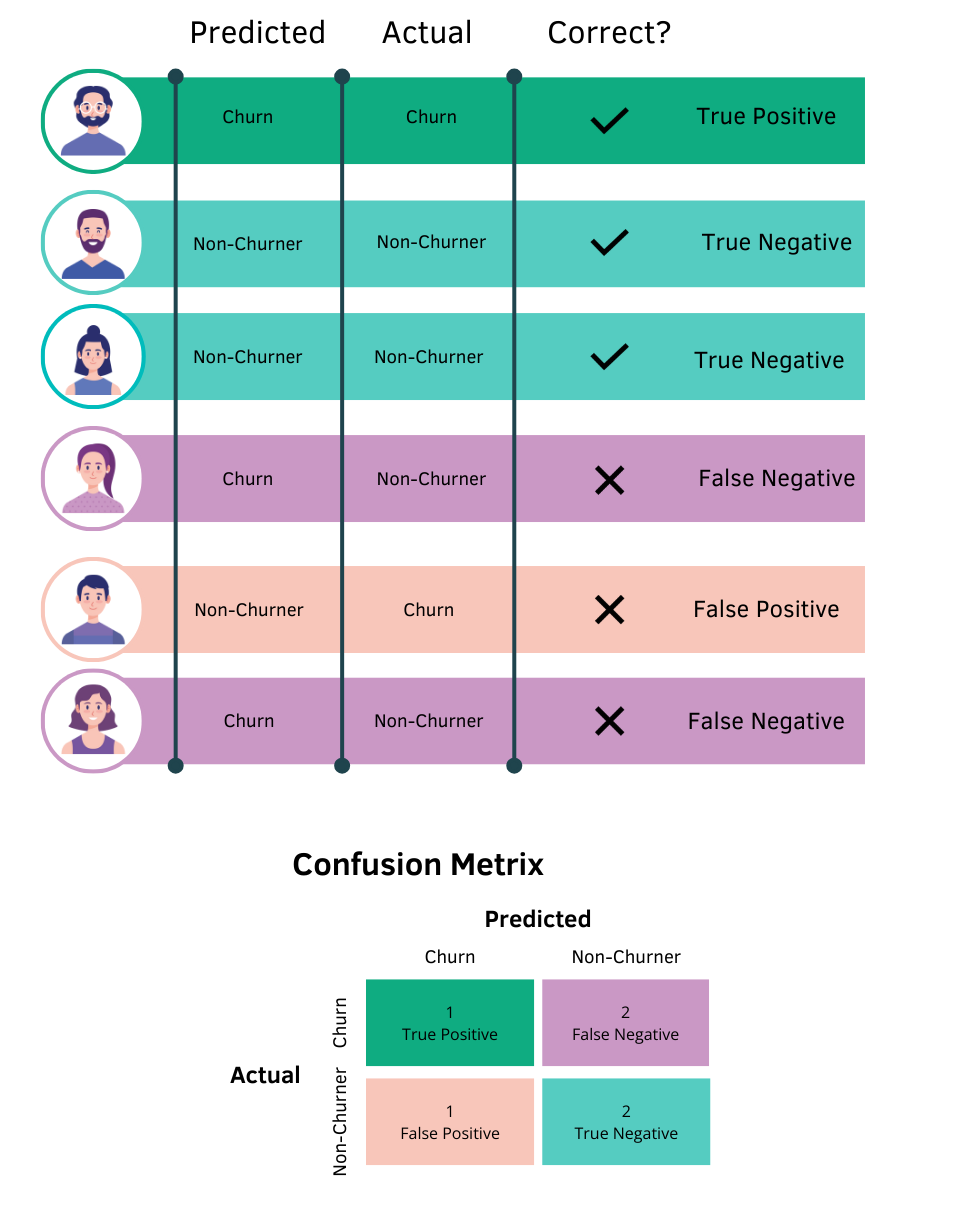 Predicted Actual Correct?
Churn Churn True Positive
Non-Churner Non-Churner True Negative
Non-Churner Non-Churner True Negative
Churn Non-Churner False Negative
Non-Churner Churn False Positive
Churn Non-Churner False Negative
Confusion Metrix
Predicted
Churn Non-Churner
Actual
Churn
1
True Positive
2
False Negative
Non-Churner
1
False Positive
2
True Negative